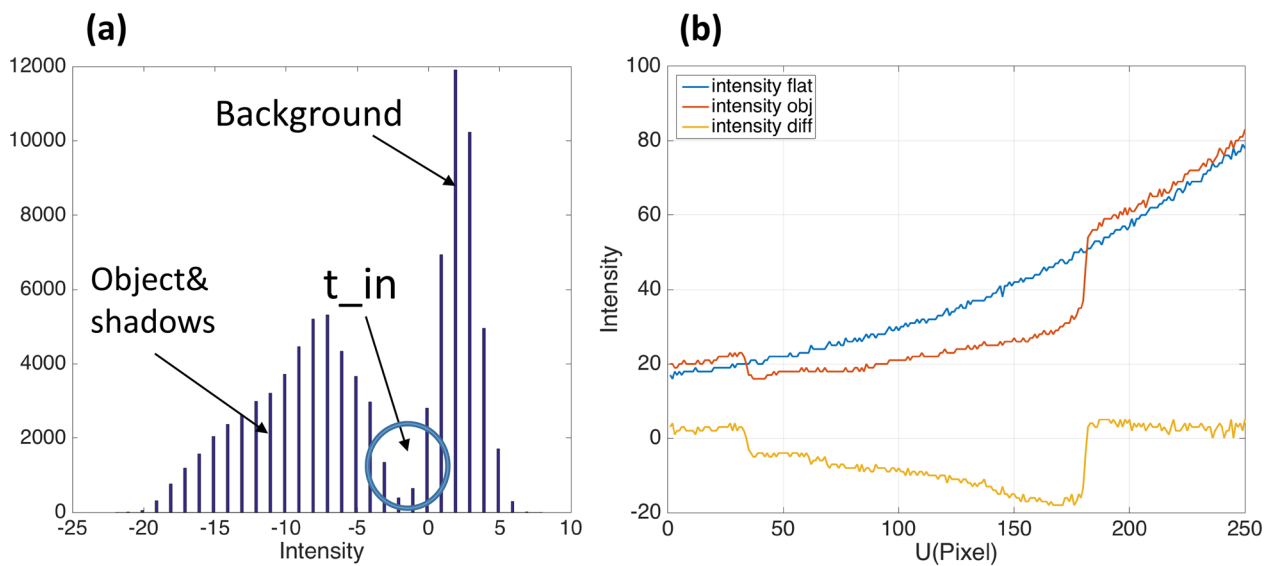 (a)
12000
10000
8000
6000
4000
2000
0
-25 -20 -15 -10 -5 0 5 10
Intensity
Background
Object&
shadows
t_in
(b)
100
80
60
40
20
0
-20
0 50 100 150 200 250
U(Pixel)
Intensity
intensity flat
intensity obj
intensity diff